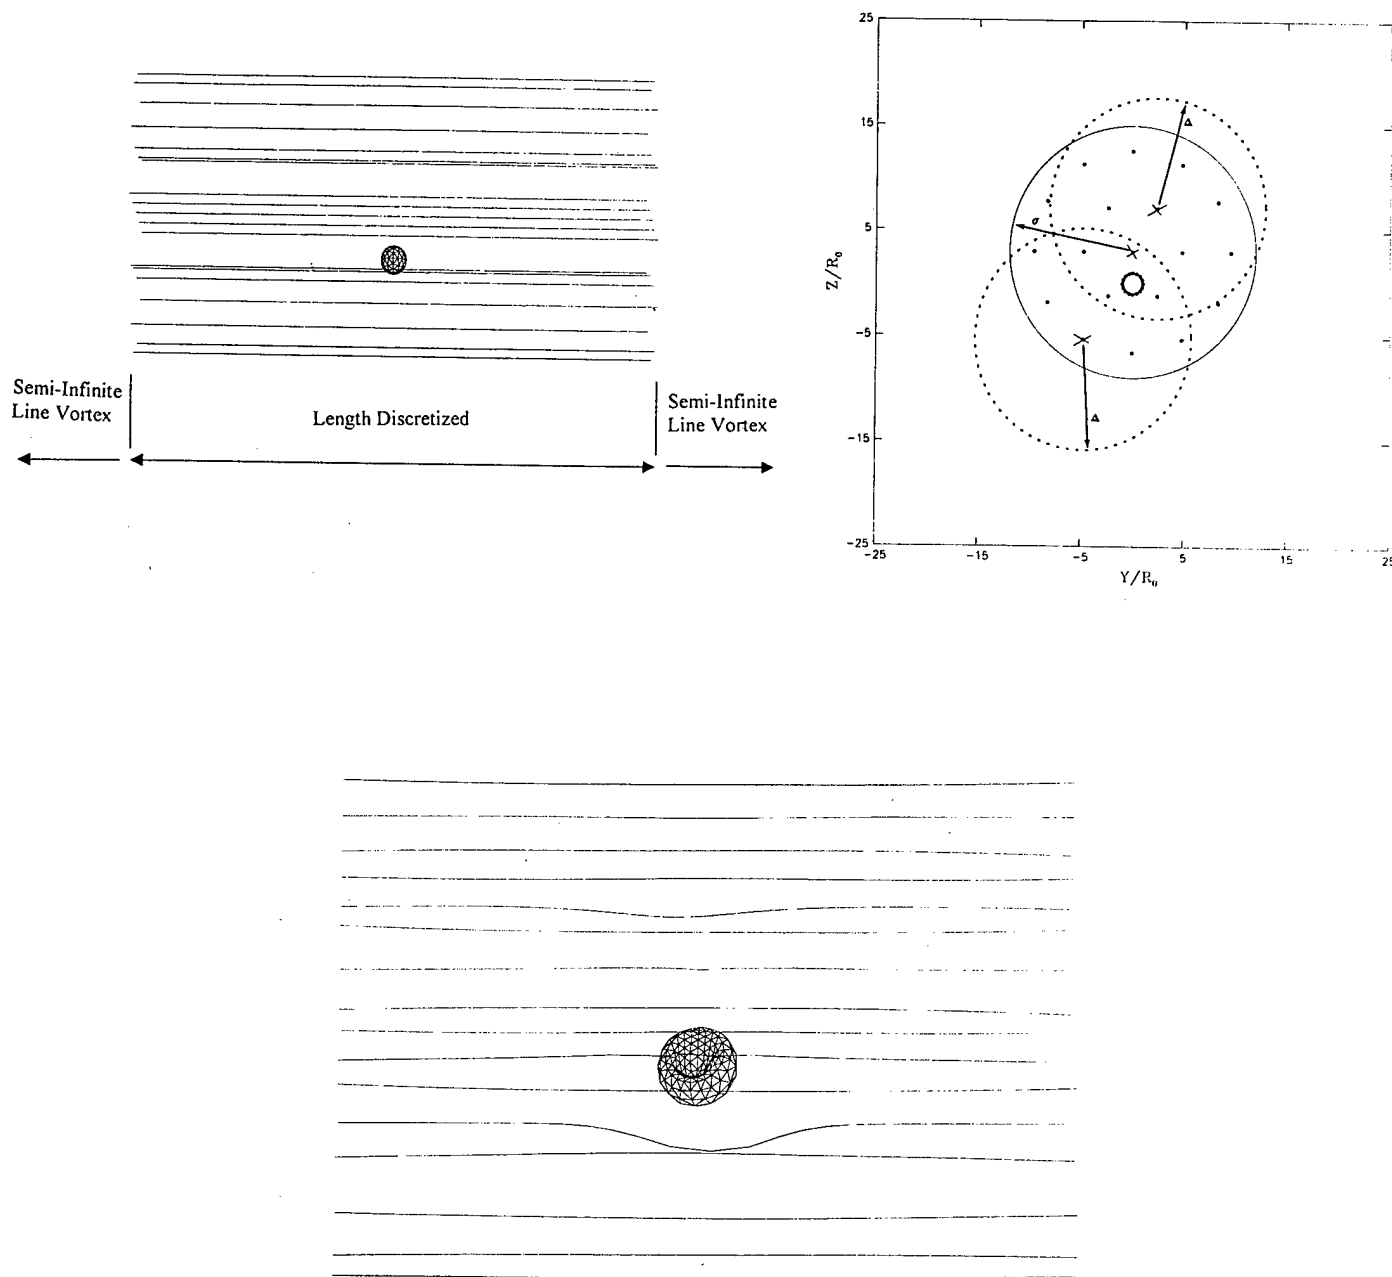 Semi-Infinite
Line Vortex
Length Discretized
Semi-Infinite
Line Vortex
25
15
5
-5
-15
-25
Z/R₀
Δ
σ
Δ
-25
-15
-5
5
15
25
Y/R₀